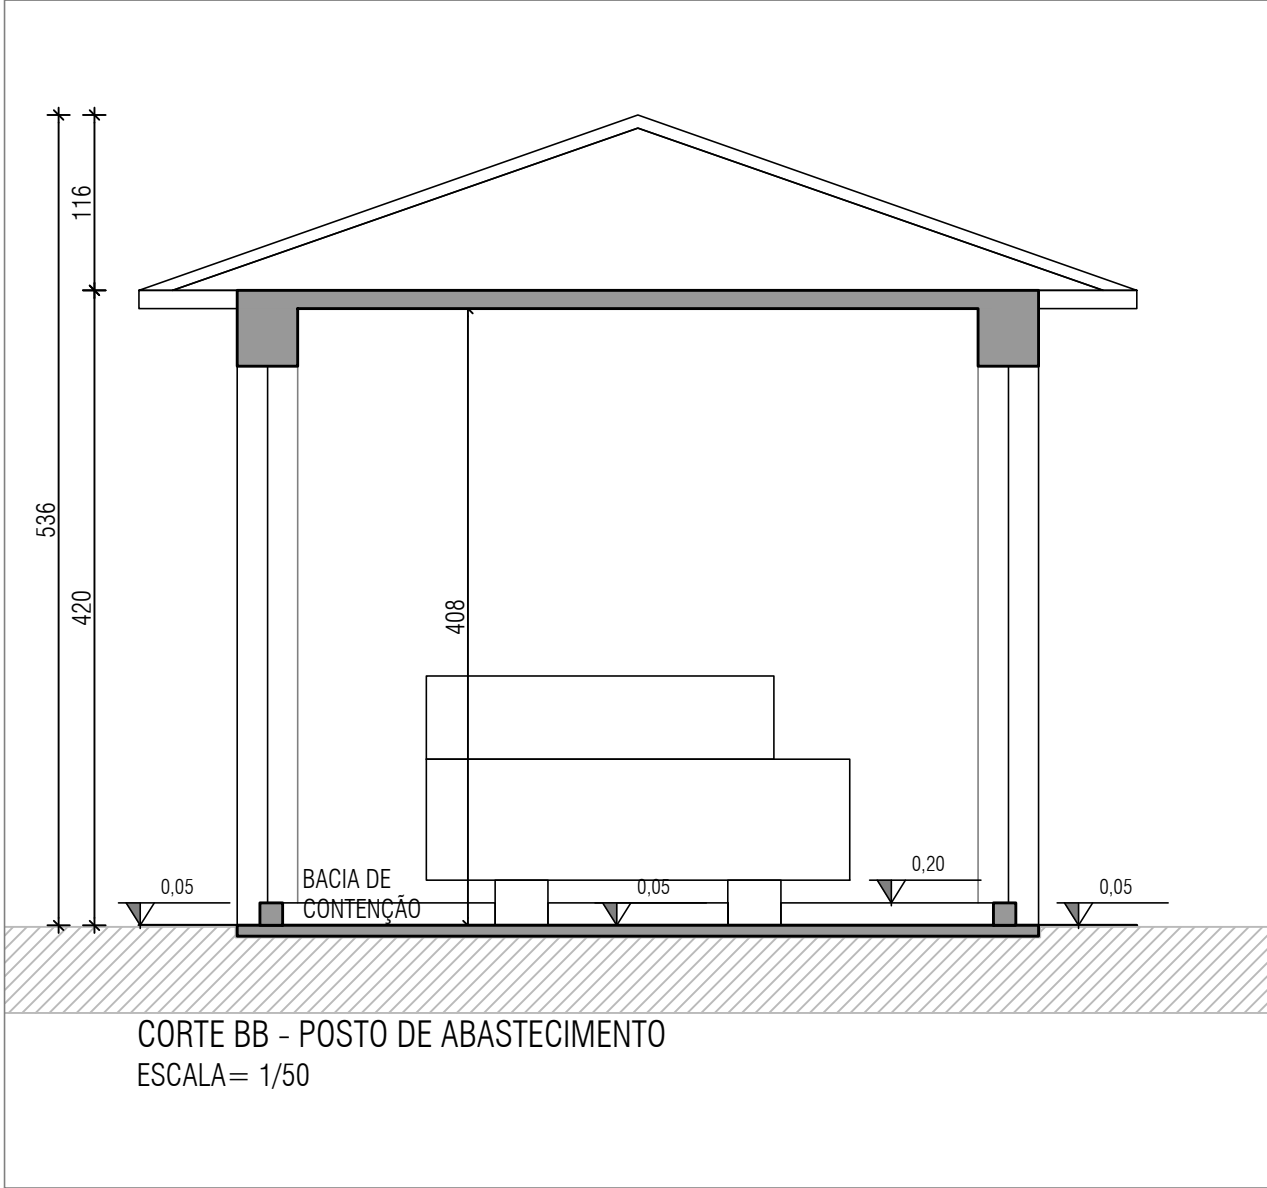 116
536
420
408
0,05
BACIA DE
CONTENÇÃO
0,05
0,20
0,05
CORTE BB - POSTO DE ABASTECIMENTO
ESCALA= 1/50